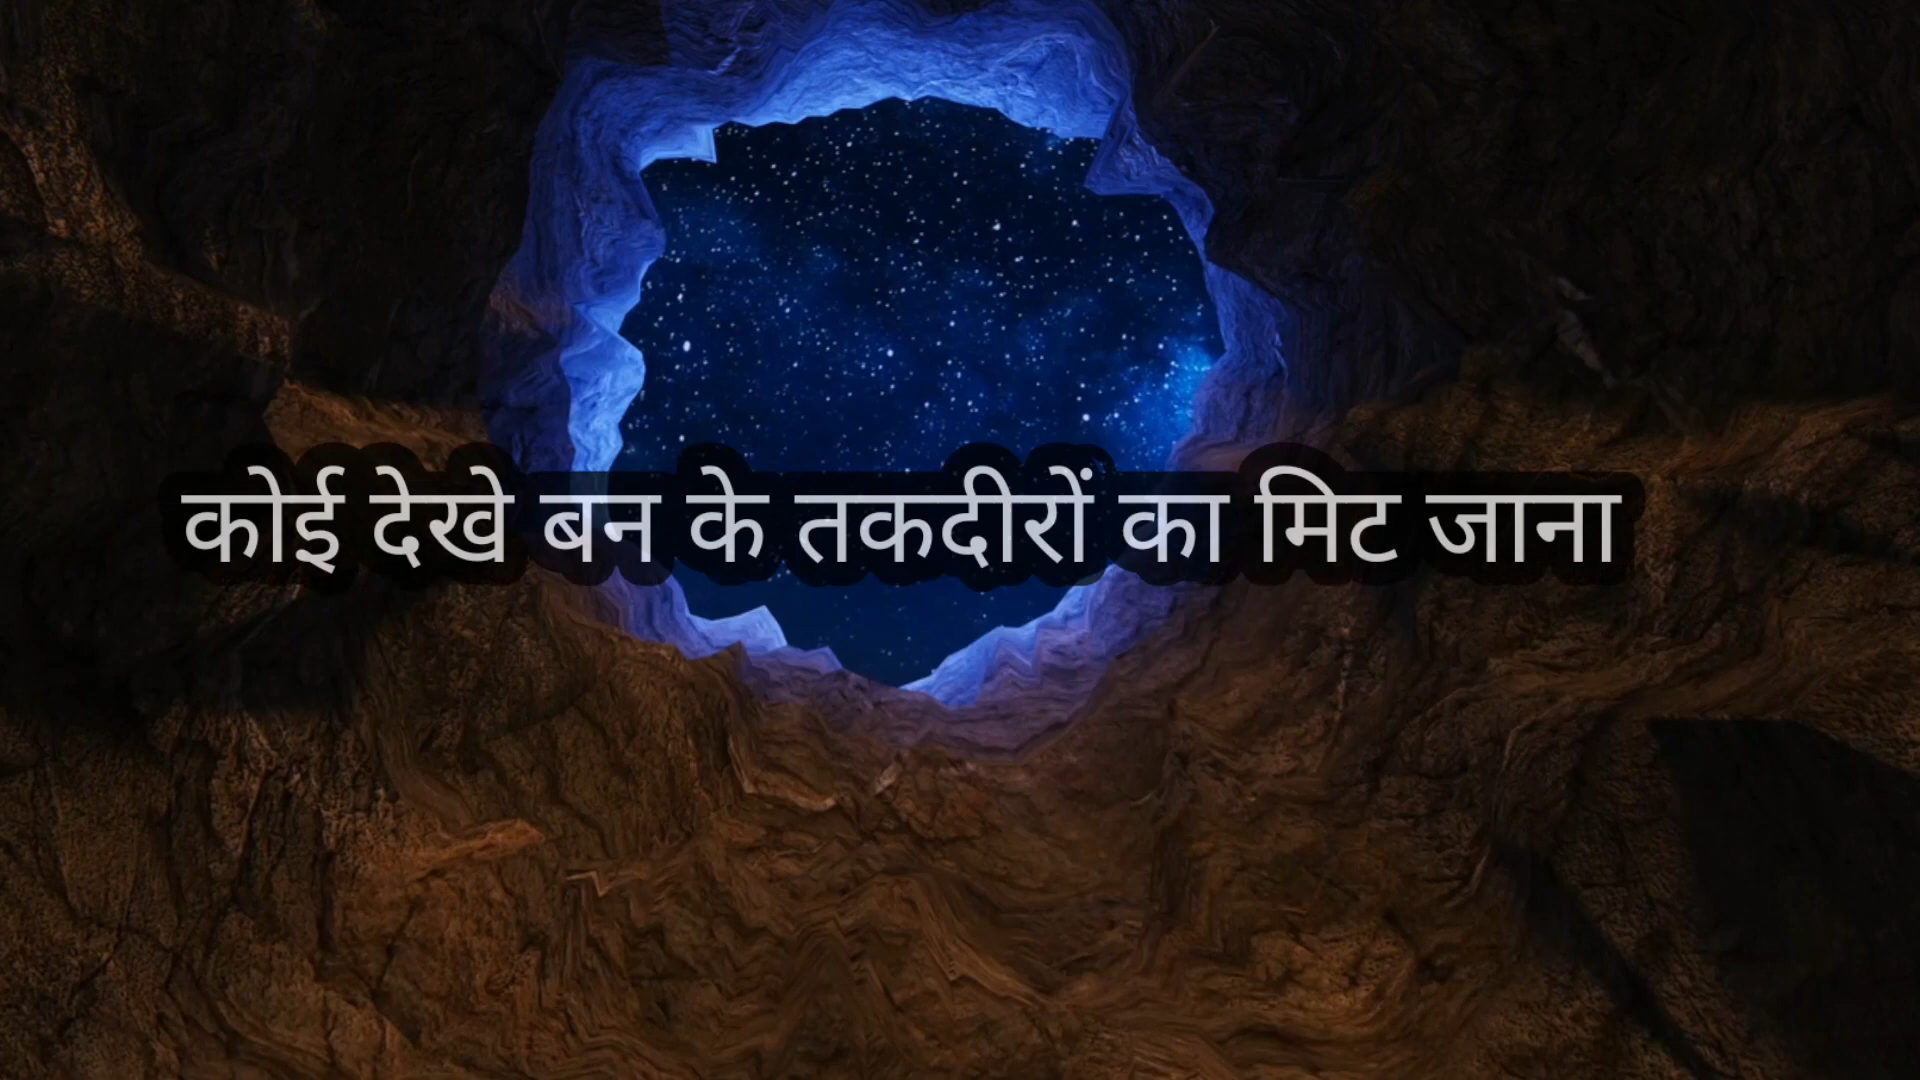 कोई देखे बन के तकदीरों का मिट जाना